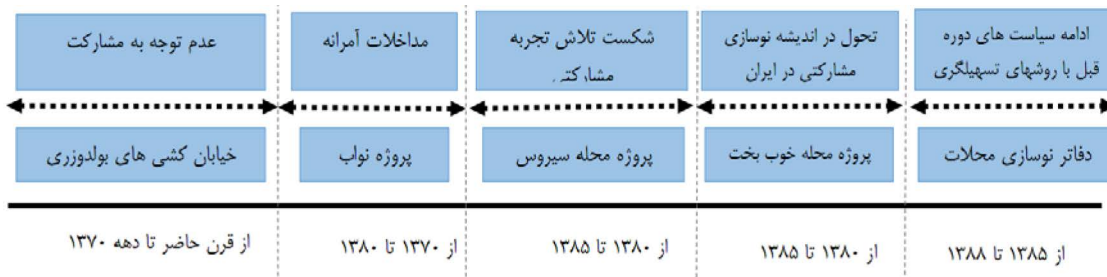 عدم توجه به مشارکت
مداخلات آمرانه
شکست تلاش تجربه
مشارکتی
تحول در اندیشه نوسازی
مشارکتی در ایران
ادامه سیاست های دوره
قبل با روشهای تسهیلگری
خیابان کشی های بولدوزری
پروژه نواب
پروژه محله سیروس
پروژه محله خوب بخت
دفاتر نوسازی محلات
از قرن حاضر تا دهه ۱۳۷۰
از ۱۳۷۰ تا ۱۳۸۰
از ۱۳۸۰ تا ۱۳۸۵
از ۱۳۸۰ تا ۱۳۸۵
از ۱۳۸۵ تا ۱۳۸۸